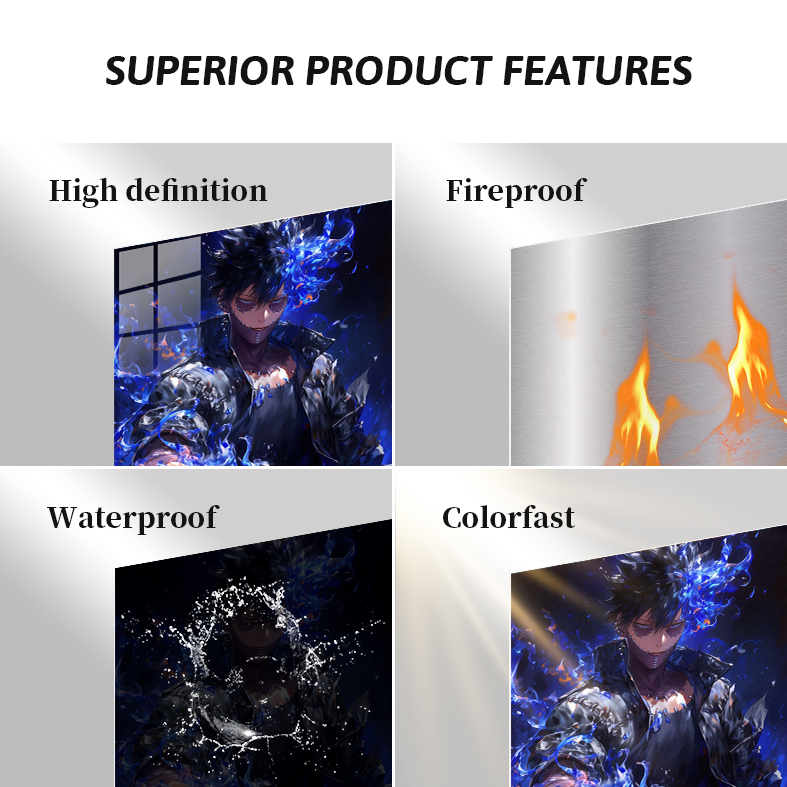 SUPERIOR PRODUCT FEATURES
High definition
Fireproof
Waterproof
Colorfast